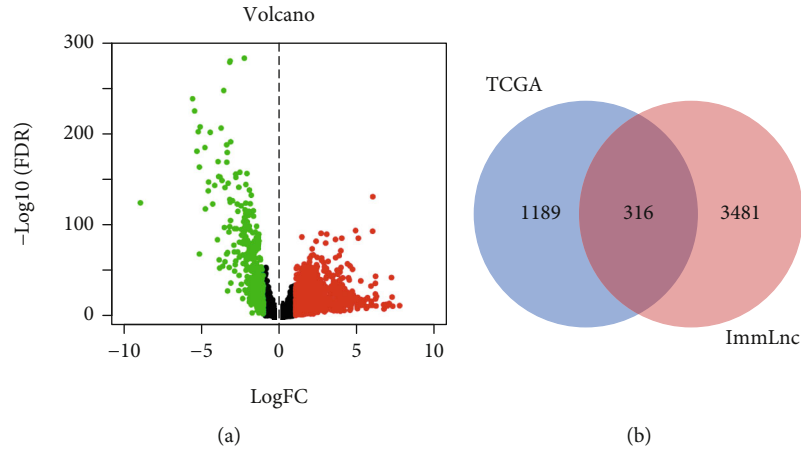 Volcano
300
200
100
0
−Log10 (FDR)
−10 −5 0 5 10
LogFC
(a)
TCGA
1189 316 3481
ImmLnc
(b)